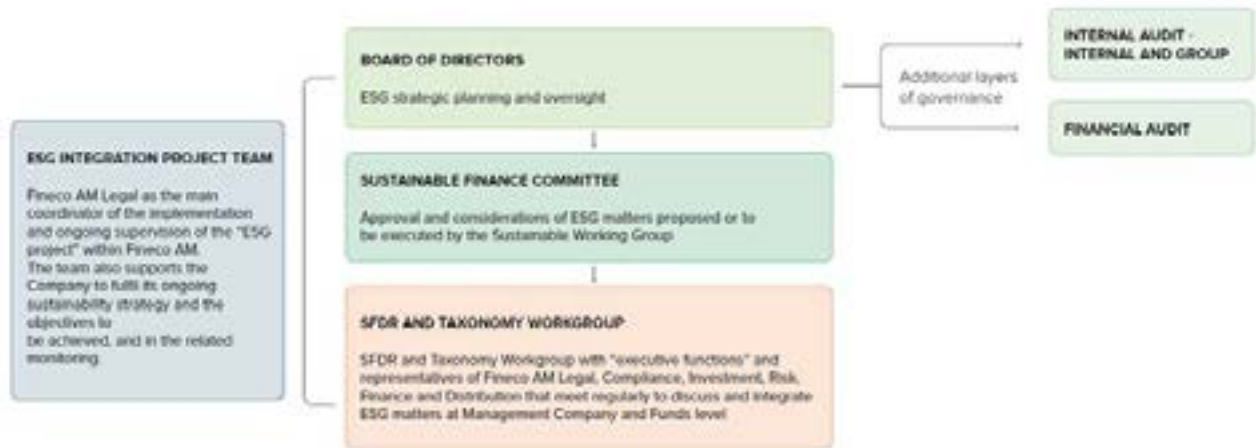 BOARD OF DIRECTORS
ESG strategic planning and oversight
Additional layers
of governance
INTERNAL AUDIT -
INTERNAL AND GROUP
FINANCIAL AUDIT
ESG INTEGRATION PROJECT TEAM
Fineco AM Legal as the main
coordinator of the implementation
and ongoing supervision of the "ESG
project" within Fineco AM.
The team also supports the
Company to fulfil its ongoing
sustainability strategy and the
objectives to
be achieved, and in the related
monitoring.
SUSTAINABLE FINANCE COMMITTEE
Approval and considerations of ESG matters proposed or to
be executed by the Sustainable Working Group
SFDR AND TAXONOMY WORKGROUP
SFDR and Taxonomy Workgroup with "executive functions" and
representatives of Fineco AM Legal, Compliance, Investment, Risk,
Finance and Distribution that meet regularly to discuss and integrate
ESG matters at Management Company and Funds level